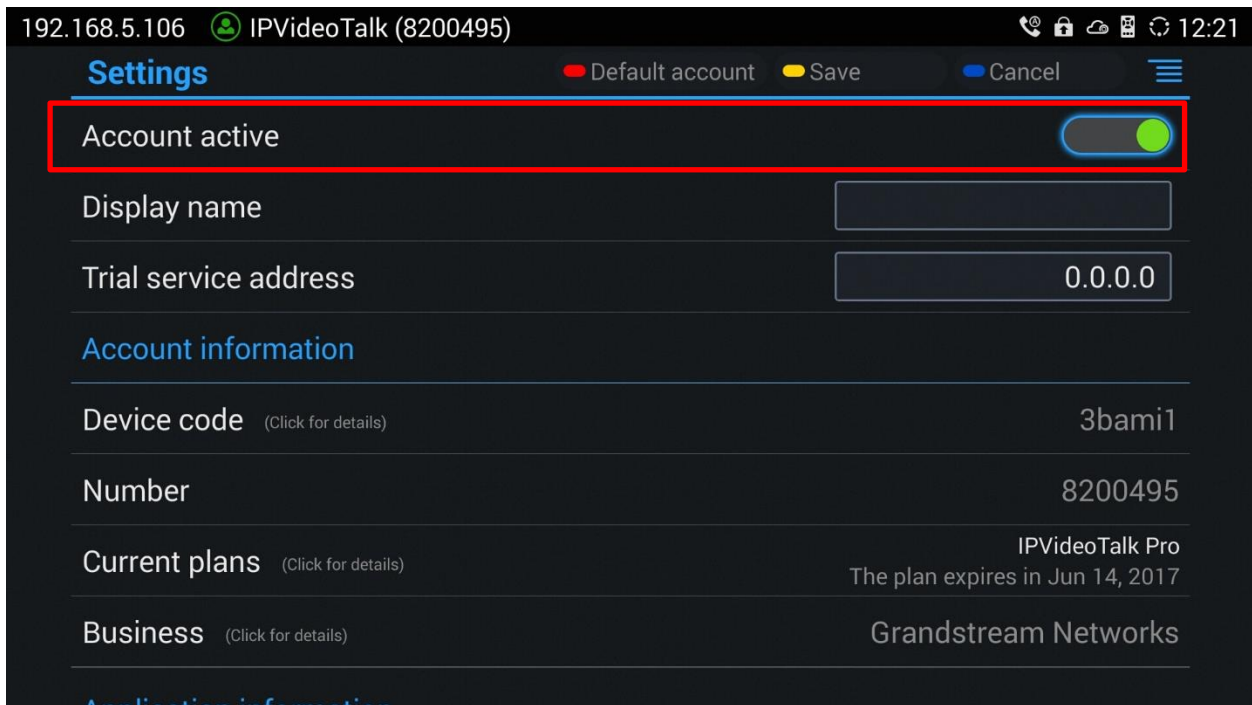 192.168.5.106 IPVideoTalk (8200495) 12:21
Settings Default account Save Cancel
Account active
Display name
Trial service address 0.0.0.0
Account information
Device code (Click for details) 3bami1
Number 8200495
Current plans (Click for details) IPVideoTalk Pro
The plan expires in Jun 14, 2017
Business (Click for details) Grandstream Networks
Application information